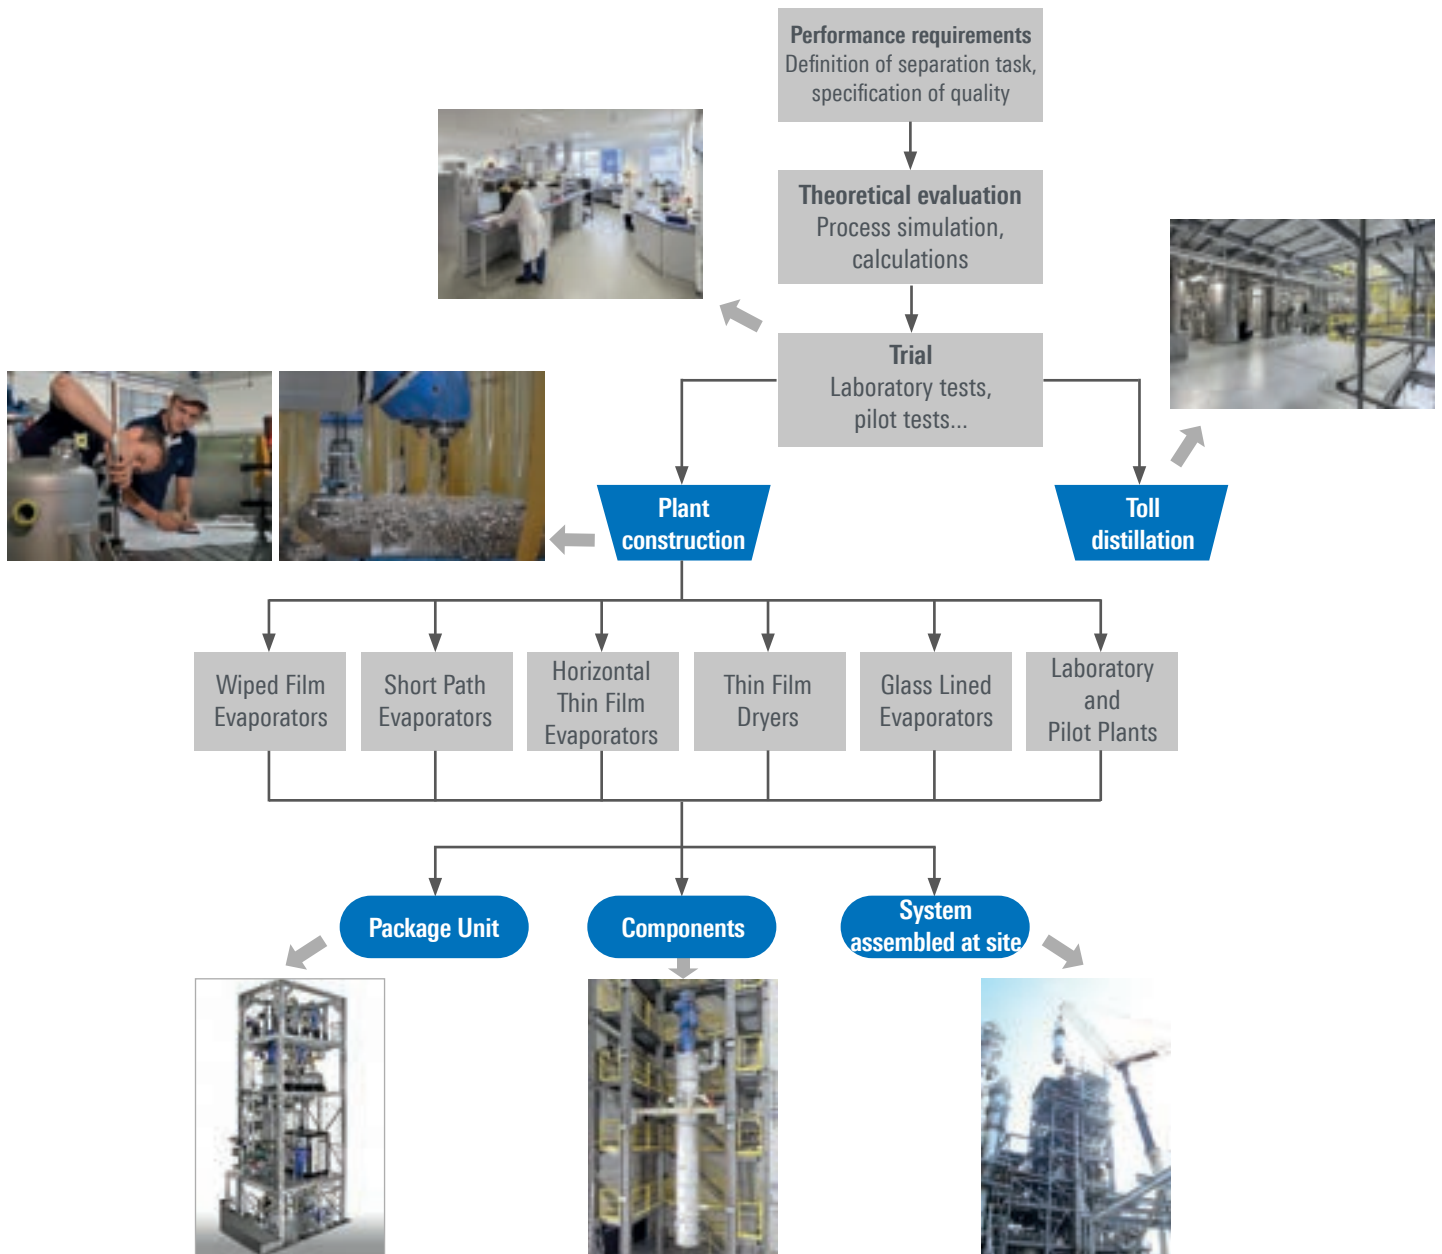 Performance requirements
Definition of separation task,
specification of quality
Theoretical evaluation
Process simulation,
calculations
Trial
Laboratory tests,
pilot tests...
Plant
construction
Toll
distillation
Wiped Film
Evaporators
Short Path
Evaporators
Horizontal
Thin Film
Evaporators
Thin Film
Dryers
Glass Lined
Evaporators
Laboratory
and
Pilot Plants
Package Unit
Components
System
assembled at site